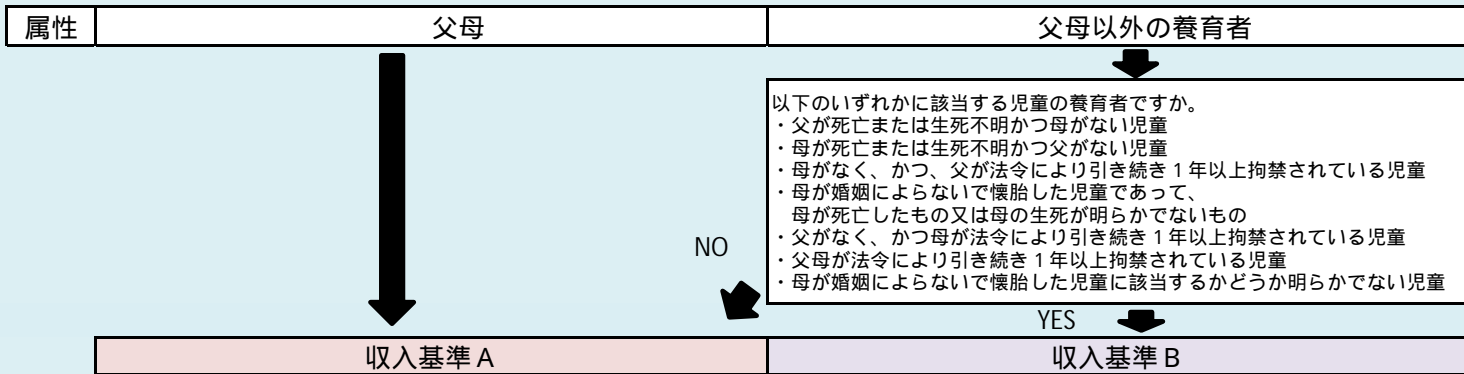 属性 父母 父母以外の養育者
以下のいずれかに該当する児童の養育者ですか。
・父が死亡または生死不明かつ母がない児童
・母が死亡または生死不明かつ父がない児童
・母がなく、かつ、父が法令により引き続き１年以上拘禁されている児童
・母が婚姻によらないで懐胎した児童であって、
母が死亡したもの又は母の生死が明らかでないもの
・父がなく、かつ母が法令により引き続き１年以上拘禁されている児童
・父母が法令により引き続き１年以上拘禁されている児童
・母が婚姻によらないで懐胎した児童に該当するかどうか明らかでない児童
NO
YES
収入基準Ａ 収入基準Ｂ